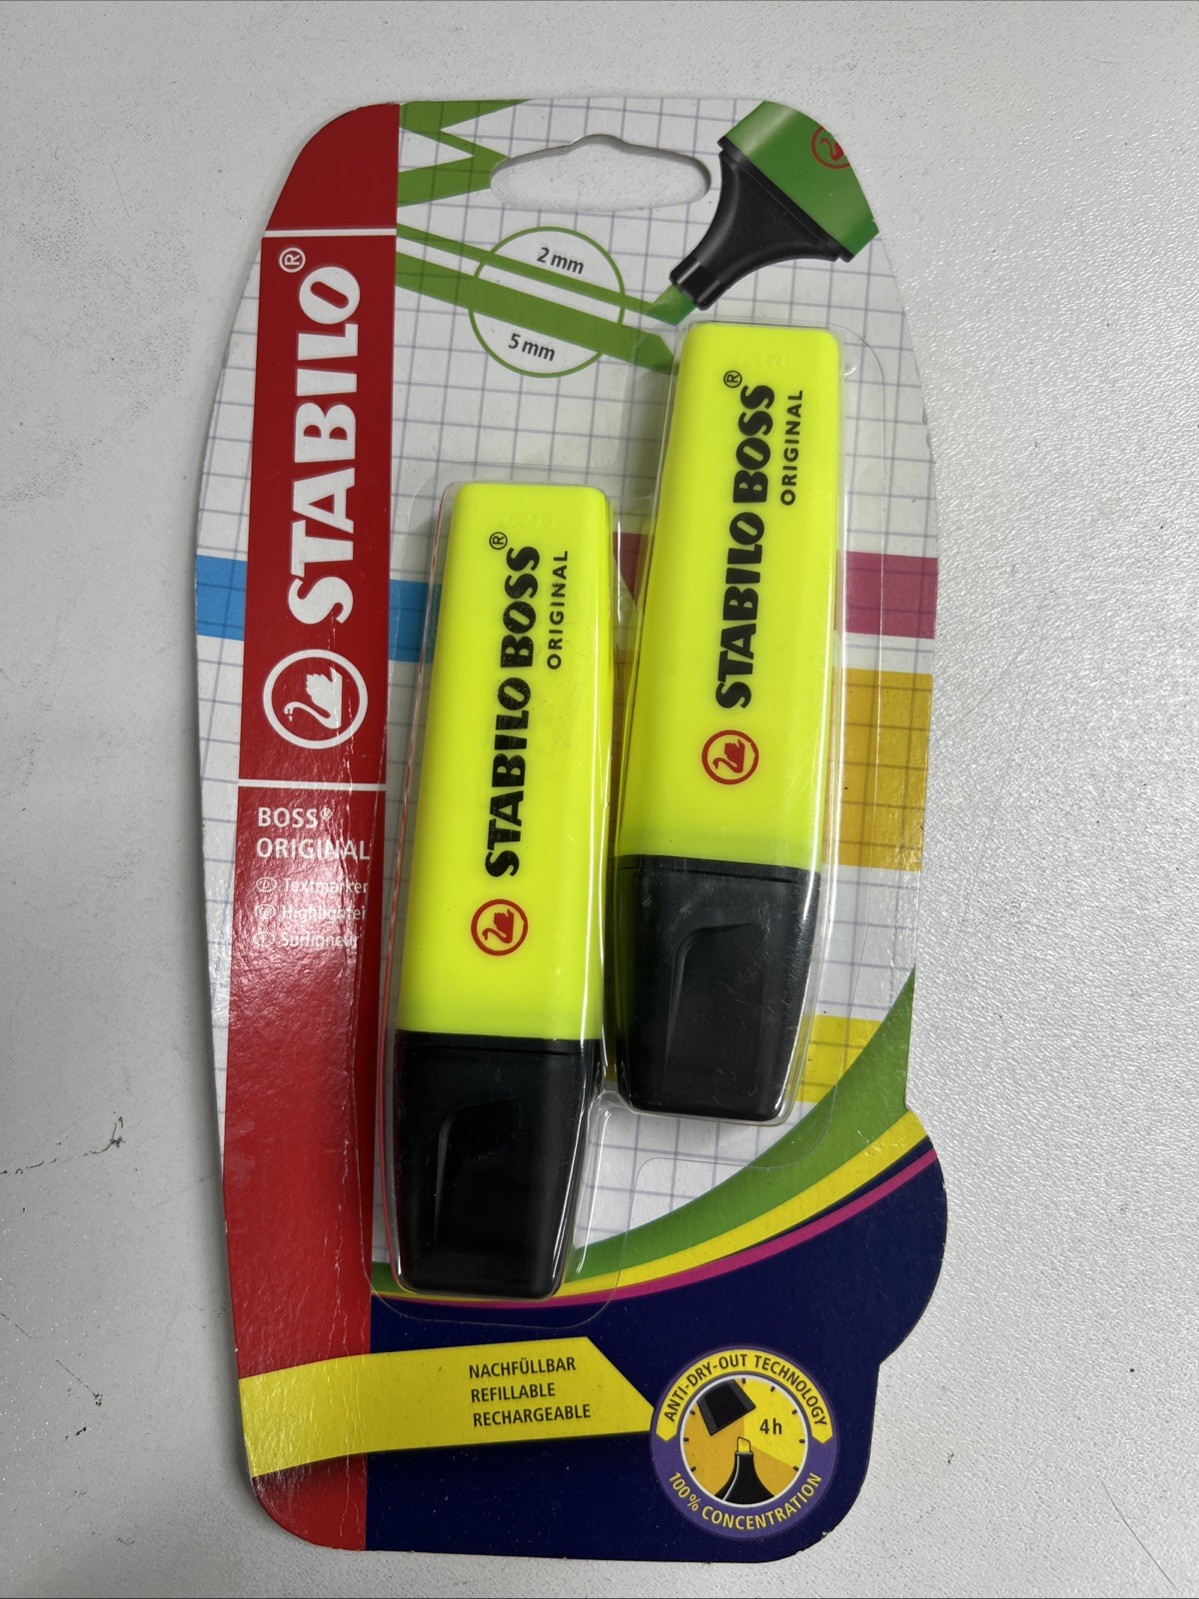 2 mm
5 mm
STABILO®
BOSS®
ORIGINAL
D Textmarker
GB Highlighter
F Surligneur
STABILO BOSS®
ORIGINAL
STABILO BOSS®
ORIGINAL
NACHFÜLLBAR
REFILLABLE
RECHARGEABLE
ANTI-DRY-OUT TECHNOLOGY
4h
100% CONCENTRATION